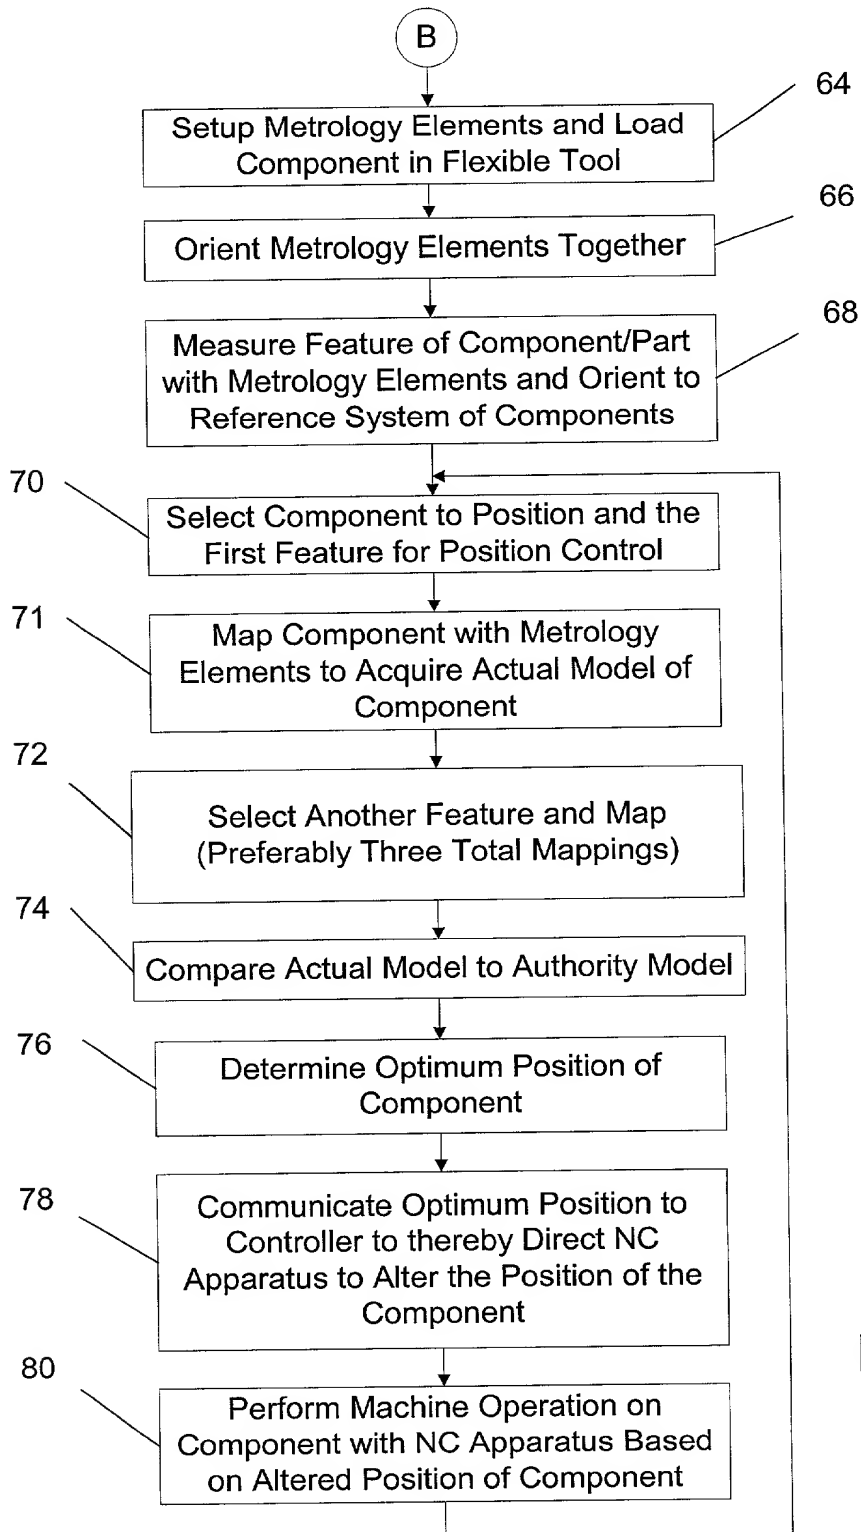 B
64
Setup Metrology Elements and Load
Component in Flexible Tool
66
Orient Metrology Elements Together
68
Measure Feature of Component/Part
with Metrology Elements and Orient to
Reference System of Components
70
Select Component to Position and the
First Feature for Position Control
71
Map Component with Metrology
Elements to Acquire Actual Model of
Component
72
Select Another Feature and Map
(Preferably Three Total Mappings)
74
Compare Actual Model to Authority Model
76
Determine Optimum Position of
Component
78
Communicate Optimum Position to
Controller to thereby Direct NC
Apparatus to Alter the Position of the
Component
80
Perform Machine Operation on
Component with NC Apparatus Based
on Altered Position of Component